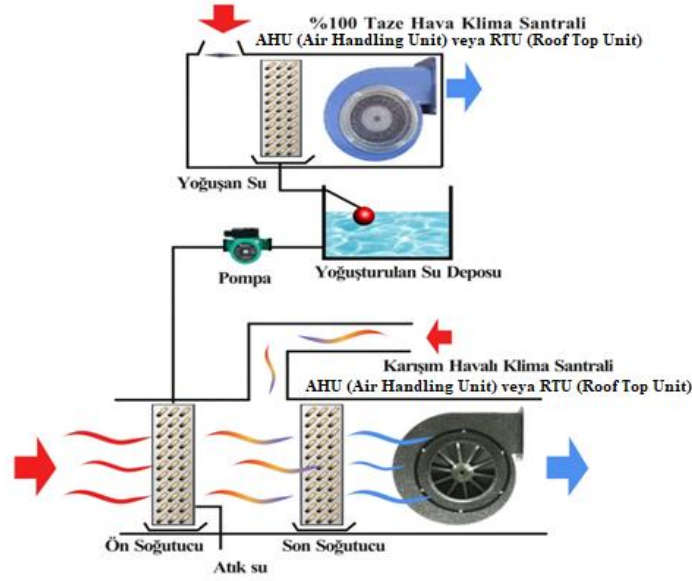 %100 Taze Hava Klima Santrali
AHU (Air Handling Unit) veya RTU (Roof Top Unit)
Yoğuşan Su
Pompa
Yoğuşturulan Su Deposu
Karışım Havalı Klima Santrali
AHU (Air Handling Unit) veya RTU (Roof Top Unit)
Ön Soğutucu
Son Soğutucu
Atık su